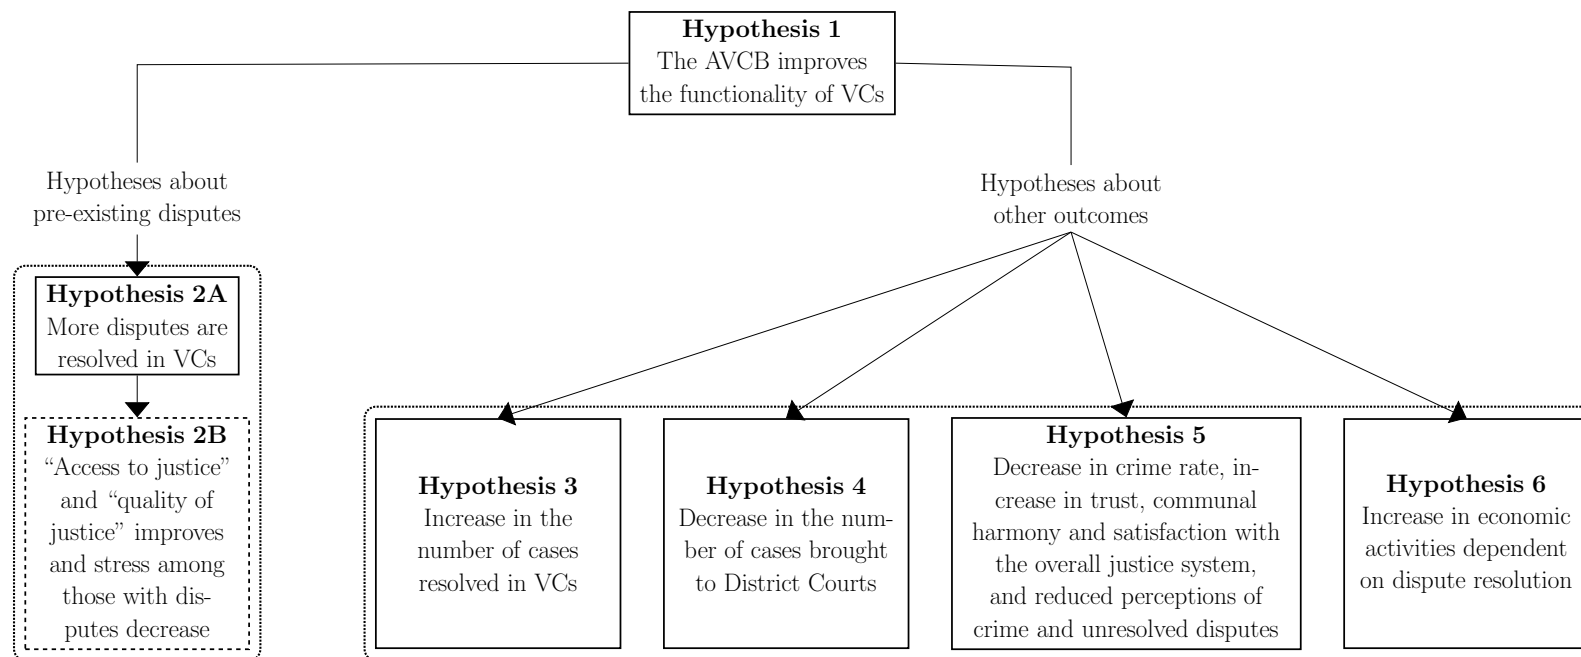 Hypothesis 1
The AVCB improves
the functionality of VCs
Hypotheses about
pre-existing disputes
Hypotheses about
other outcomes
Hypothesis 2A
More disputes are
resolved in VCs
Hypothesis 2B
“Access to justice”
and “quality of
justice” improves
and stress among
those with dis-
putes decrease
Hypothesis 3
Increase in the
number of cases
resolved in VCs
Hypothesis 4
Decrease in the num-
ber of cases brought
to District Courts
Hypothesis 5
Decrease in crime rate, in-
crease in trust, communal
harmony and satisfaction with
the overall justice system,
and reduced perceptions of
crime and unresolved disputes
Hypothesis 6
Increase in economic
activities dependent
on dispute resolution